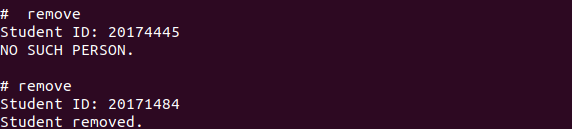 #  remove
Student ID: 20174445
NO SUCH PERSON.
# remove
Student ID: 20171484
Student removed.